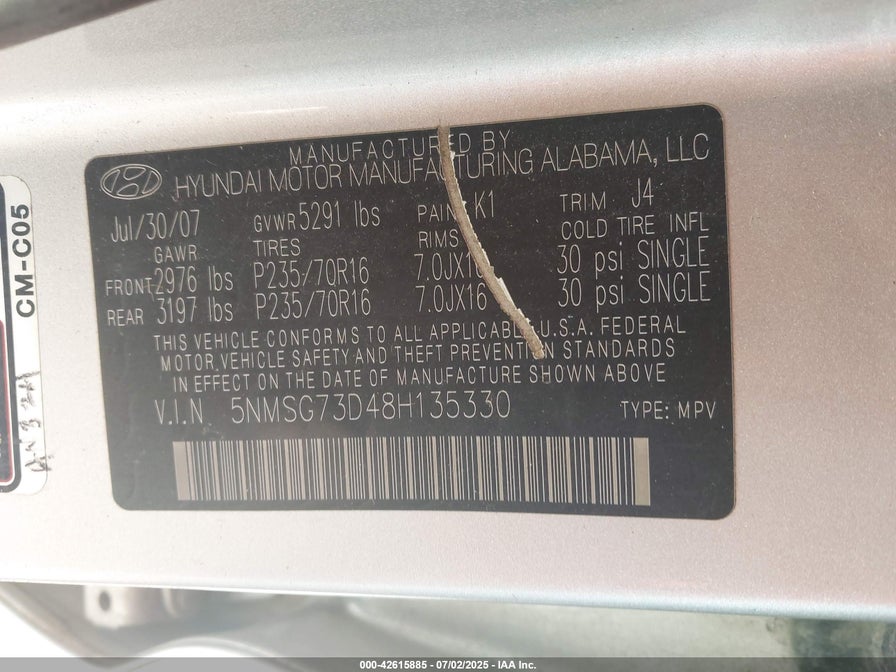 MANUFACTURED BY
HYUNDAI MOTOR MANUFACTURING ALABAMA, LLC
Jul/30/07 GVWR 5291 lbs PAINT K1 TRIM J4
GAWR TIRES RIMS COLD TIRE INFL
FRONT 2976 lbs P235/70R16 7.0JX16 30 psi SINGLE
REAR 3197 lbs P235/70R16 7.0JX16 30 psi SINGLE
THIS VEHICLE CONFORMS TO ALL APPLICABLE U.S.A. FEDERAL
MOTOR VEHICLE SAFETY AND THEFT PREVENTION STANDARDS
IN EFFECT ON THE DATE OF MANUFACTURE SHOWN ABOVE
V.I.N 5NMSG73D48H135330 TYPE: MPV
CM-C05
000-42615885 - 07/02/2025 - IAA Inc.